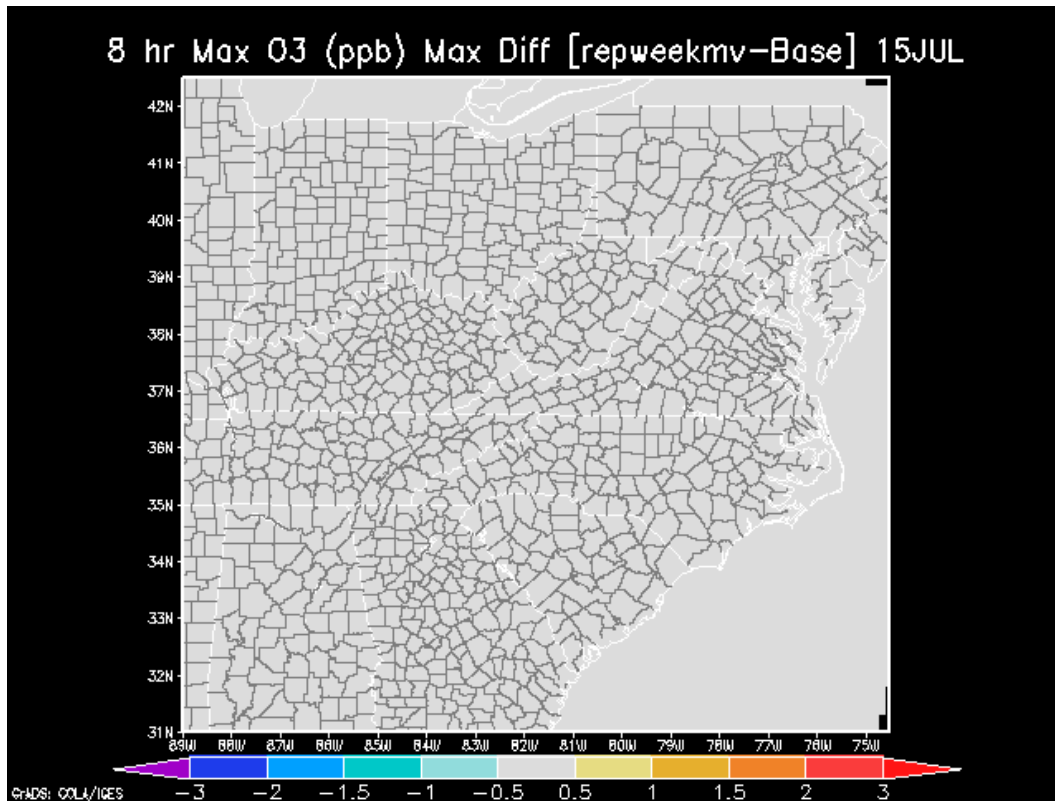 8 hr Max O3 (ppb) Max Diff [repweekmv-Base] 15JUL
42N
41N
40N
39N
38N
37N
36N
35N
34N
33N
32N
31N
89W 88W 87W 86W 85W 84W 83W 82W 81W 80W 79W 78W 77W 76W 75W
GrADS: COLA/IGES
-3 -2 -1.5 -1 -0.5 0.5 1 1.5 2 3